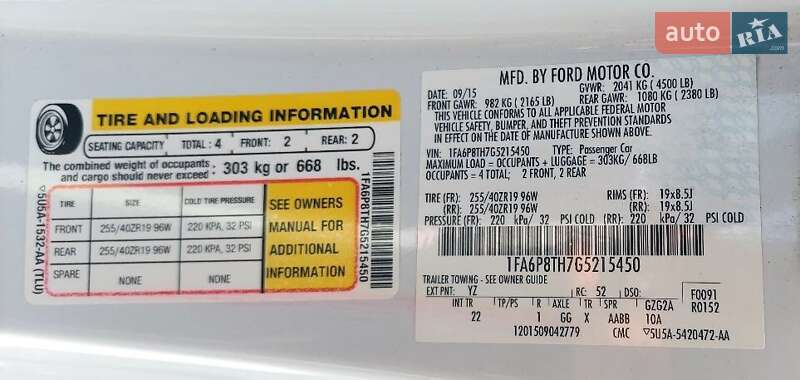 auto RIA .com
TIRE AND LOADING INFORMATION
SEATING CAPACITY TOTAL: 4 FRONT: 2 REAR: 2
The combined weight of occupants and cargo should never exceed: 303 kg or 668 lbs.
TIRE SIZE COLD TIRE PRESSURE
FRONT 255/40ZR19 96W 220 KPA, 32 PSI
REAR 255/40ZR19 96W 220 KPA, 32 PSI
SPARE NONE NONE
SEE OWNERS
MANUAL FOR
ADDITIONAL
INFORMATION
5U5A-1532-AA (TLU)
1FA6P8TH7G5215450
MFD. BY FORD MOTOR CO.
DATE: 09/15 GVWR: 2041 KG ( 4500 LB)
FRONT GAWR: 982 KG ( 2165 LB) REAR GAWR: 1080 KG ( 2380 LB)
THIS VEHICLE CONFORMS TO ALL APPLICABLE FEDERAL MOTOR
VEHICLE SAFETY, BUMPER, AND THEFT PREVENTION STANDARDS
IN EFFECT ON THE DATE OF MANUFACTURE SHOWN ABOVE.
VIN: 1FA6P8TH7G5215450 TYPE: Passenger Car
MAXIMUM LOAD = OCCUPANTS + LUGGAGE = 303KG/ 668LB
OCCUPANTS = 4 TOTAL; 2 FRONT, 2 REAR
TIRE (FR): 255/40ZR19 96W RIMS (FR): 19x8.5J
(RR): 255/40ZR19 96W (RR): 19x8.5J
PRESSURE (FR): 220 kPa/ 32 PSI COLD (RR): 220 kPa/ 32 PSI COLD
1FA6P8TH7G5215450
TRAILER TOWING - SEE OWNER GUIDE
EXT PNT: YZ RC: 52 DSO: F0091
INT TR TP/PS R AXLE TR SPR GZG2A R0152
22 1 GG X AABB 10A
1201509042779 CMC 5U5A-5420472-AA